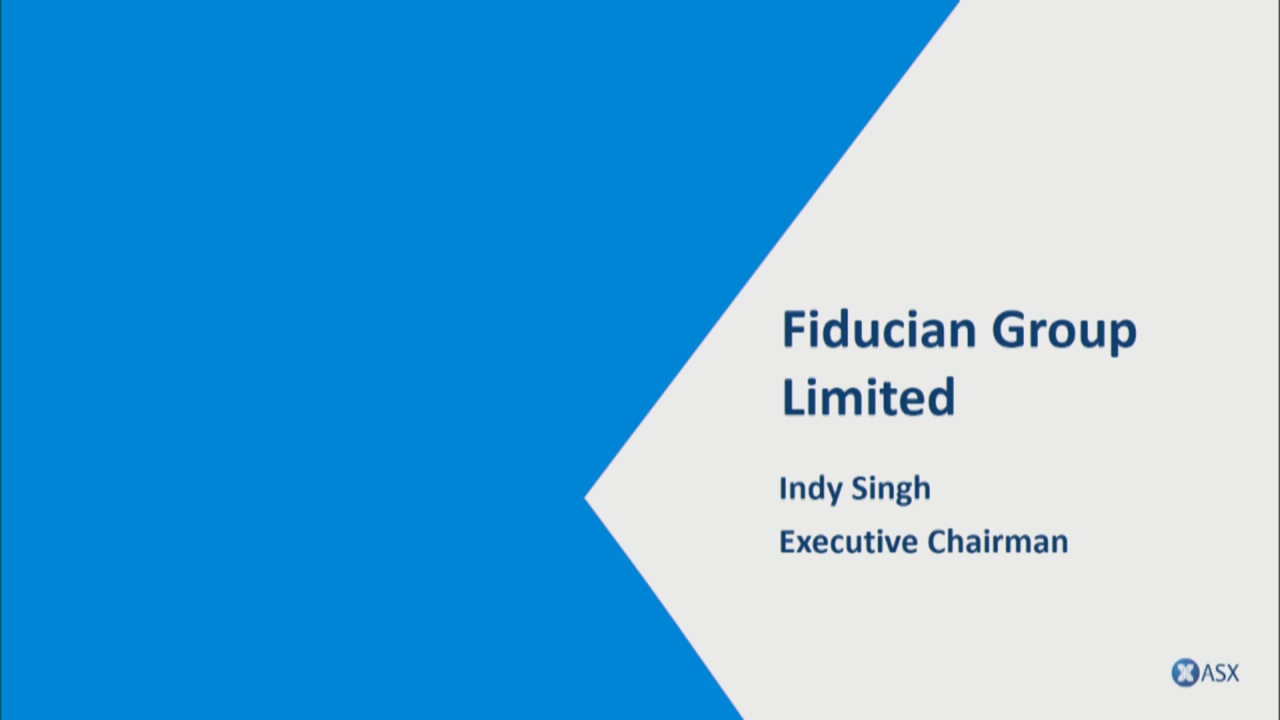 Fiducian Group
Limited
Indy Singh
Executive Chairman
ASX